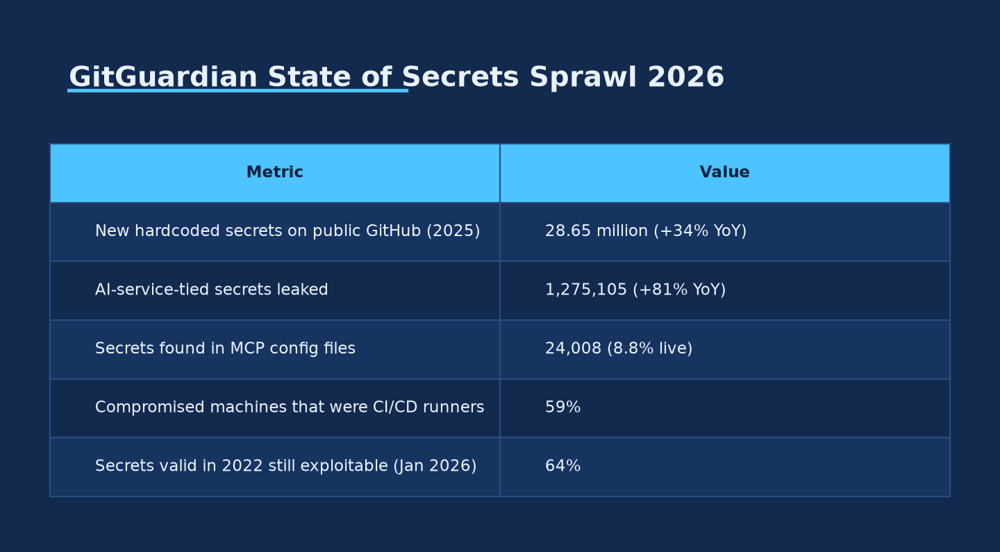 GitGuardian State of Secrets Sprawl 2026
Metric Value
New hardcoded secrets on public GitHub (2025) 28.65 million (+34% YoY)
AI-service-tied secrets leaked 1,275,105 (+81% YoY)
Secrets found in MCP config files 24,008 (8.8% live)
Compromised machines that were CI/CD runners 59%
Secrets valid in 2022 still exploitable (Jan 2026) 64%